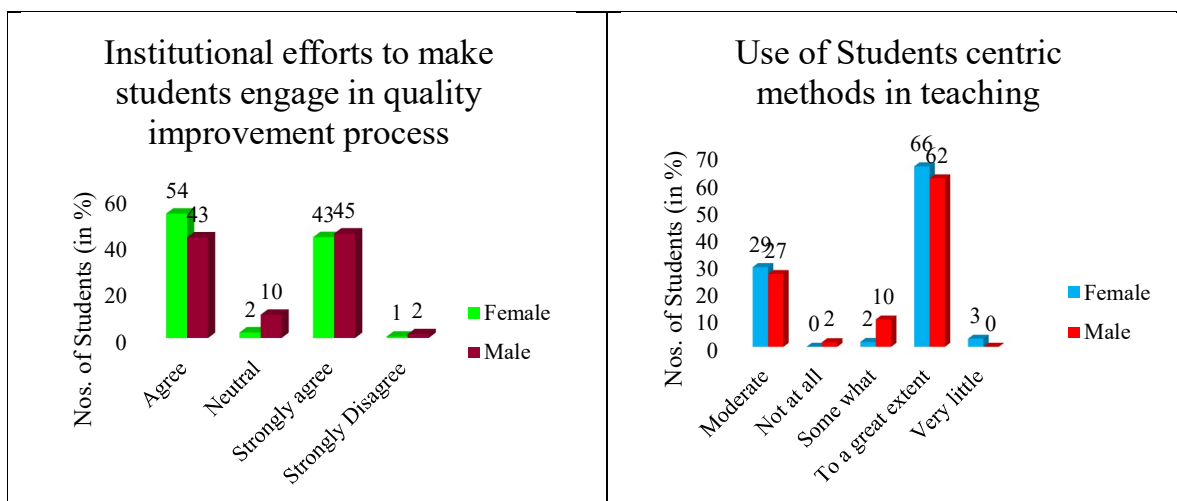 Institutional efforts to make
students engage in quality
improvement process
Nos. of Students (in %)
60
40
20
0
54
43
2
10
43
45
1
2
Agree
Neutral
Strongly agree
Strongly Disagree
Female
Male
Use of Students centric
methods in teaching
Nos. of Students (in %)
70
60
50
40
30
20
10
0
29
27
0
2
2
10
66
62
3
0
Moderate
Not at all
Some what
To a great extent
Very little
Female
Male